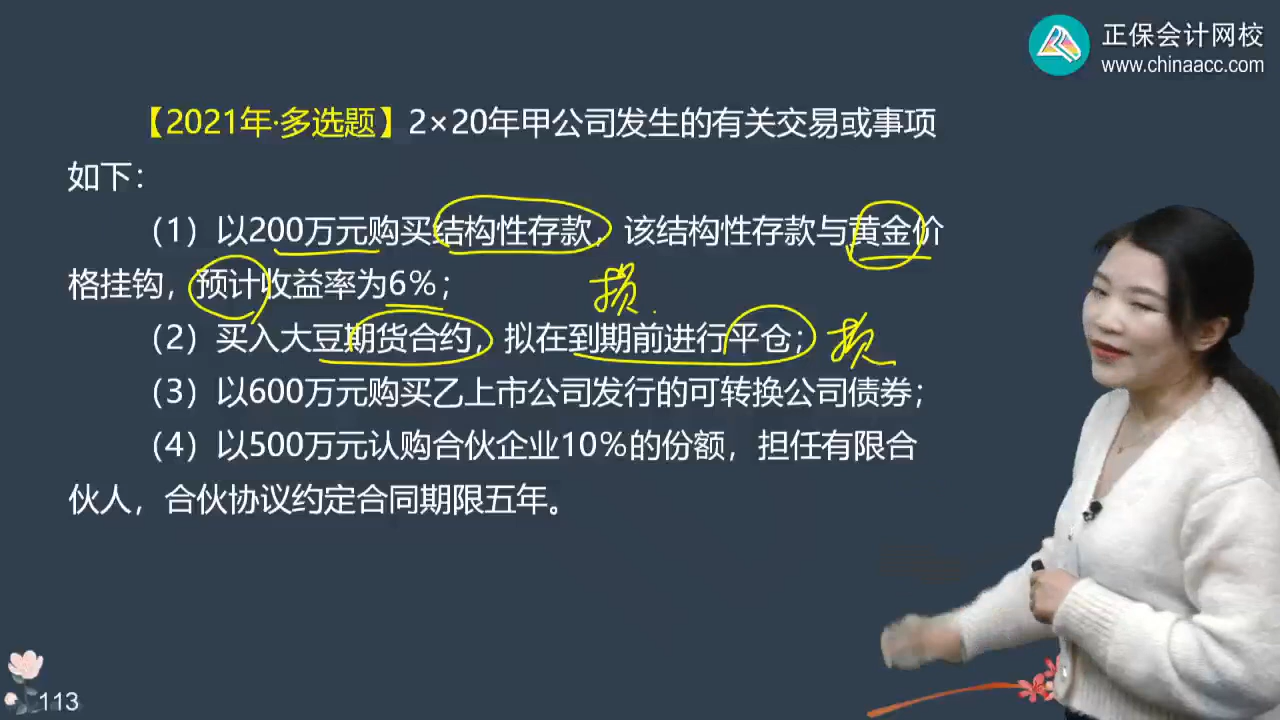 正保会计网校
www.chinaacc.com
【2021年·多选题】2×20年甲公司发生的有关交易或事项
如下：
（1）以200万元购买结构性存款，该结构性存款与黄金价
格挂钩，预计收益率为6%；
损
（2）买入大豆期货合约，拟在到期前进行平仓；损
（3）以600万元购买乙上市公司发行的可转换公司债券；
（4）以500万元认购合伙企业10%的份额，担任有限合
伙人，合伙协议约定合同期限五年。
113